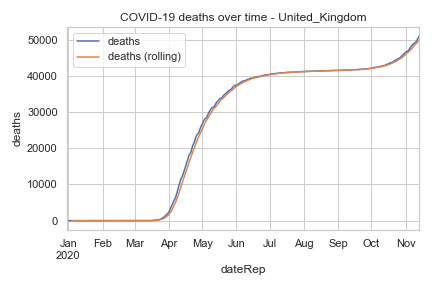 COVID-19 deaths over time - United_Kingdom
deaths
deaths (rolling)
50000
40000
30000
20000
10000
0
deaths
Jan Feb Mar Apr May Jun Jul Aug Sep Oct Nov
2020
dateRep